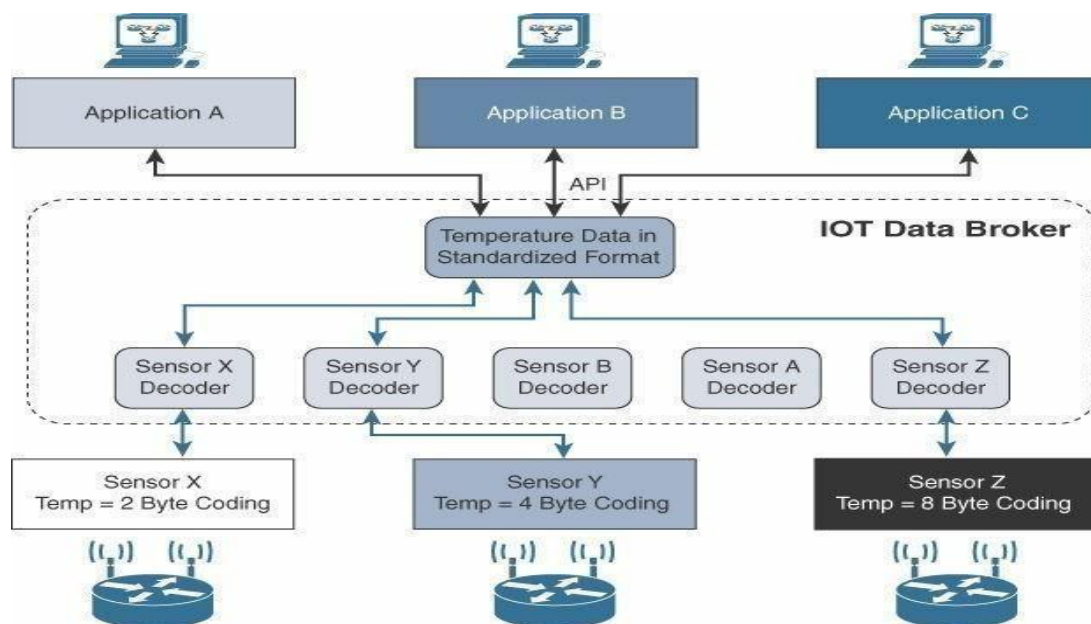 Application A
Application B
Application C
API
IOT Data Broker
Temperature Data in
Standardized Format
Sensor X
Decoder
Sensor Y
Decoder
Sensor B
Decoder
Sensor A
Decoder
Sensor Z
Decoder
Sensor X
Temp = 2 Byte Coding
Sensor Y
Temp = 4 Byte Coding
Sensor Z
Temp = 8 Byte Coding